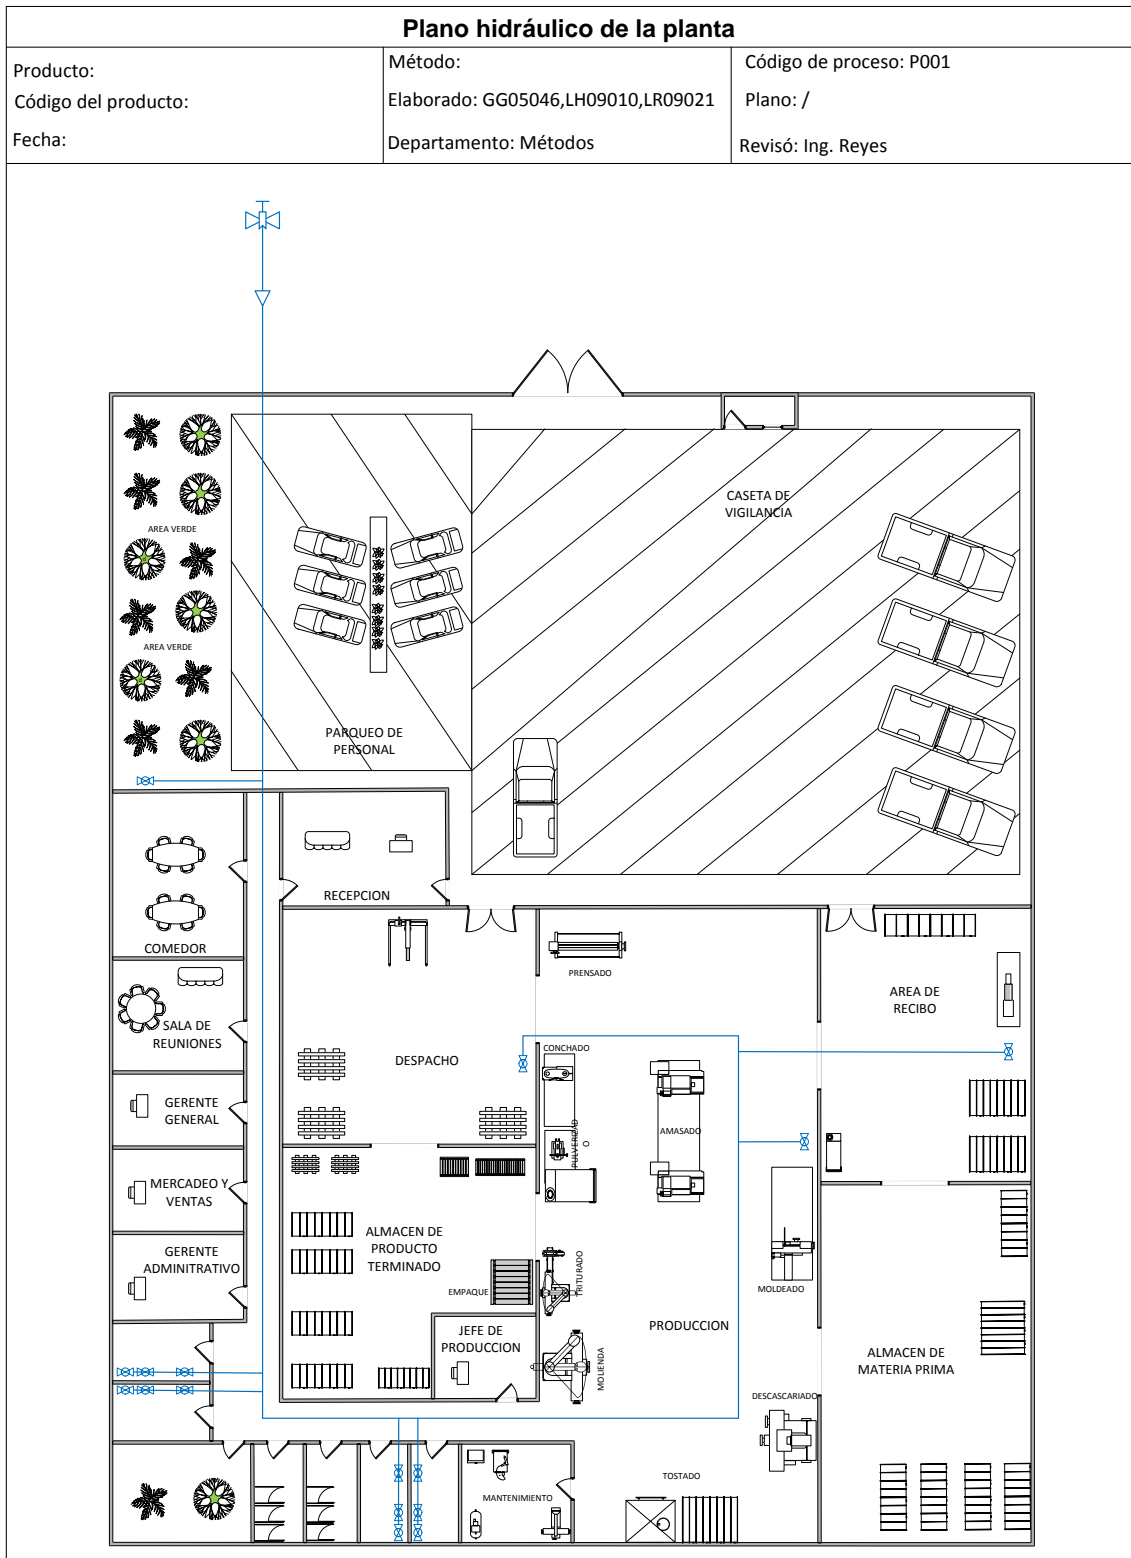 Plano hidráulico de la planta
Producto:
Código del producto:
Fecha:
Método:
Elaborado: GG05046,LH09010,LR09021
Departamento: Métodos
Código de proceso: P001
Plano: /
Revisó: Ing. Reyes
CASETA DE
VIGILANCIA
AREA VERDE
AREA VERDE
PARQUEO DE
PERSONAL
RECEPCION
COMEDOR
PRENSADO
AREA DE
RECIBO
SALA DE
REUNIONES
DESPACHO
CONCHADO
GERENTE
GENERAL
AMASADO
PULVERIZAD
O
MERCADEO Y
VENTAS
ALMACEN DE
PRODUCTO
TERMINADO
GERENTE
ADMINITRATIVO
EMPAQUE
TRITURADO
MOLDEADO
JEFE DE
PRODUCCION
PRODUCCION
MOLIENDA
ALMACEN DE
MATERIA PRIMA
DESCASCARIADO
TOSTADO
MANTENIMIENTO